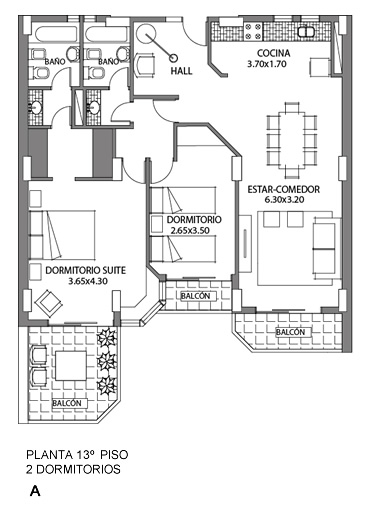 BAÑO
BAÑO
HALL
COCINA
3.70x1.70
ESTAR-COMEDOR
6.30x3.20
DORMITORIO
2.65x3.50
DORMITORIO SUITE
3.65x4.30
BALCÓN
BALCÓN
BALCÓN
PLANTA 13º PISO
2 DORMITORIOS
A